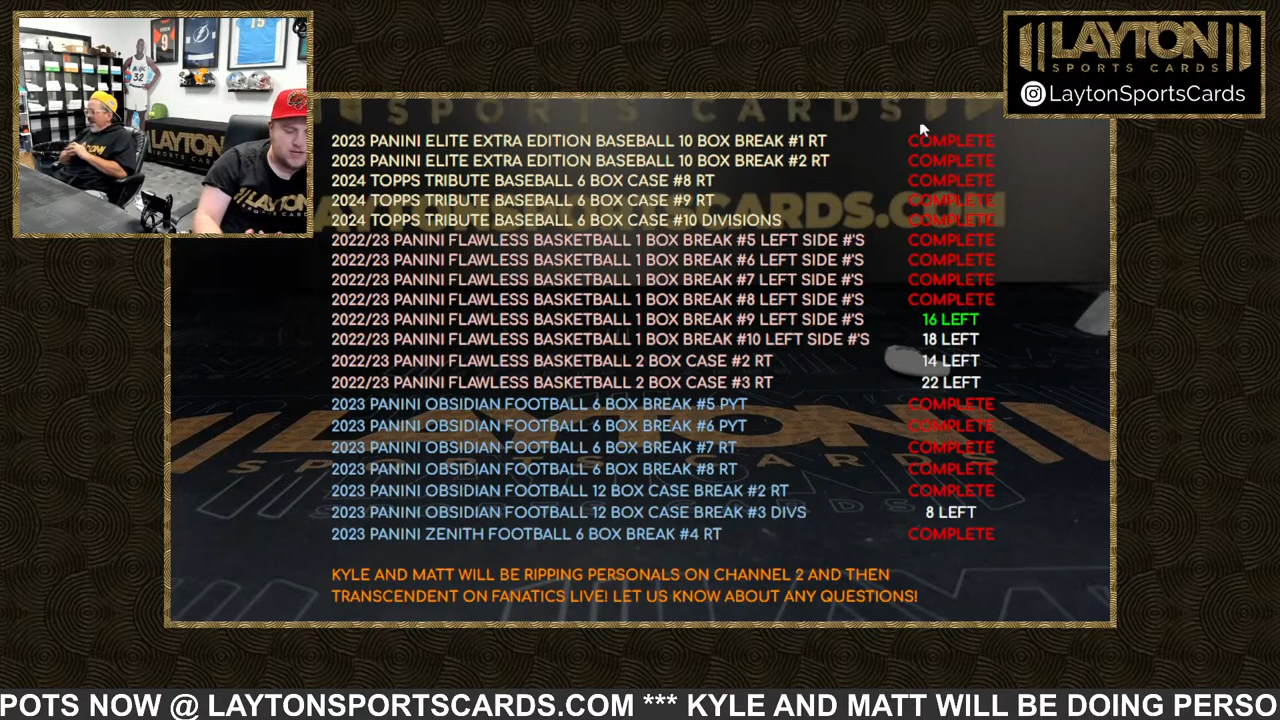 LAYTON
SPORTS CARDS
LaytonSportsCards
SPORTS CARDS
2023 PANINI ELITE EXTRA EDITION BASEBALL 10 BOX BREAK #1 RT COMPLETE
2023 PANINI ELITE EXTRA EDITION BASEBALL 10 BOX BREAK #2 RT COMPLETE
2024 TOPPS TRIBUTE BASEBALL 6 BOX CASE #8 RT COMPLETE
2024 TOPPS TRIBUTE BASEBALL 6 BOX CASE #9 RT COMPLETE
2024 TOPPS TRIBUTE BASEBALL 6 BOX CASE #10 DIVISIONS COMPLETE
2022/23 PANINI FLAWLESS BASKETBALL 1 BOX BREAK #5 LEFT SIDE #'S COMPLETE
2022/23 PANINI FLAWLESS BASKETBALL 1 BOX BREAK #6 LEFT SIDE #'S COMPLETE
2022/23 PANINI FLAWLESS BASKETBALL 1 BOX BREAK #7 LEFT SIDE #'S COMPLETE
2022/23 PANINI FLAWLESS BASKETBALL 1 BOX BREAK #8 LEFT SIDE #'S COMPLETE
2022/23 PANINI FLAWLESS BASKETBALL 1 BOX BREAK #9 LEFT SIDE #'S 16 LEFT
2022/23 PANINI FLAWLESS BASKETBALL 1 BOX BREAK #10 LEFT SIDE #'S 18 LEFT
2022/23 PANINI FLAWLESS BASKETBALL 2 BOX CASE #2 RT 14 LEFT
2022/23 PANINI FLAWLESS BASKETBALL 2 BOX CASE #3 RT 22 LEFT
2023 PANINI OBSIDIAN FOOTBALL 6 BOX BREAK #5 PYT COMPLETE
2023 PANINI OBSIDIAN FOOTBALL 6 BOX BREAK #6 PYT COMPLETE
2023 PANINI OBSIDIAN FOOTBALL 6 BOX BREAK #7 RT COMPLETE
2023 PANINI OBSIDIAN FOOTBALL 6 BOX BREAK #8 RT COMPLETE
2023 PANINI OBSIDIAN FOOTBALL 12 BOX CASE BREAK #2 RT COMPLETE
2023 PANINI OBSIDIAN FOOTBALL 12 BOX CASE BREAK #3 DIVS 8 LEFT
2023 PANINI ZENITH FOOTBALL 6 BOX BREAK #4 RT COMPLETE
KYLE AND MATT WILL BE RIPPING PERSONALS ON CHANNEL 2 AND THEN
TRANSCENDENT ON FANATICS LIVE! LET US KNOW ABOUT ANY QUESTIONS!
POTS NOW @ LAYTONSPORTSCARDS.COM *** KYLE AND MATT WILL BE DOING PERSO